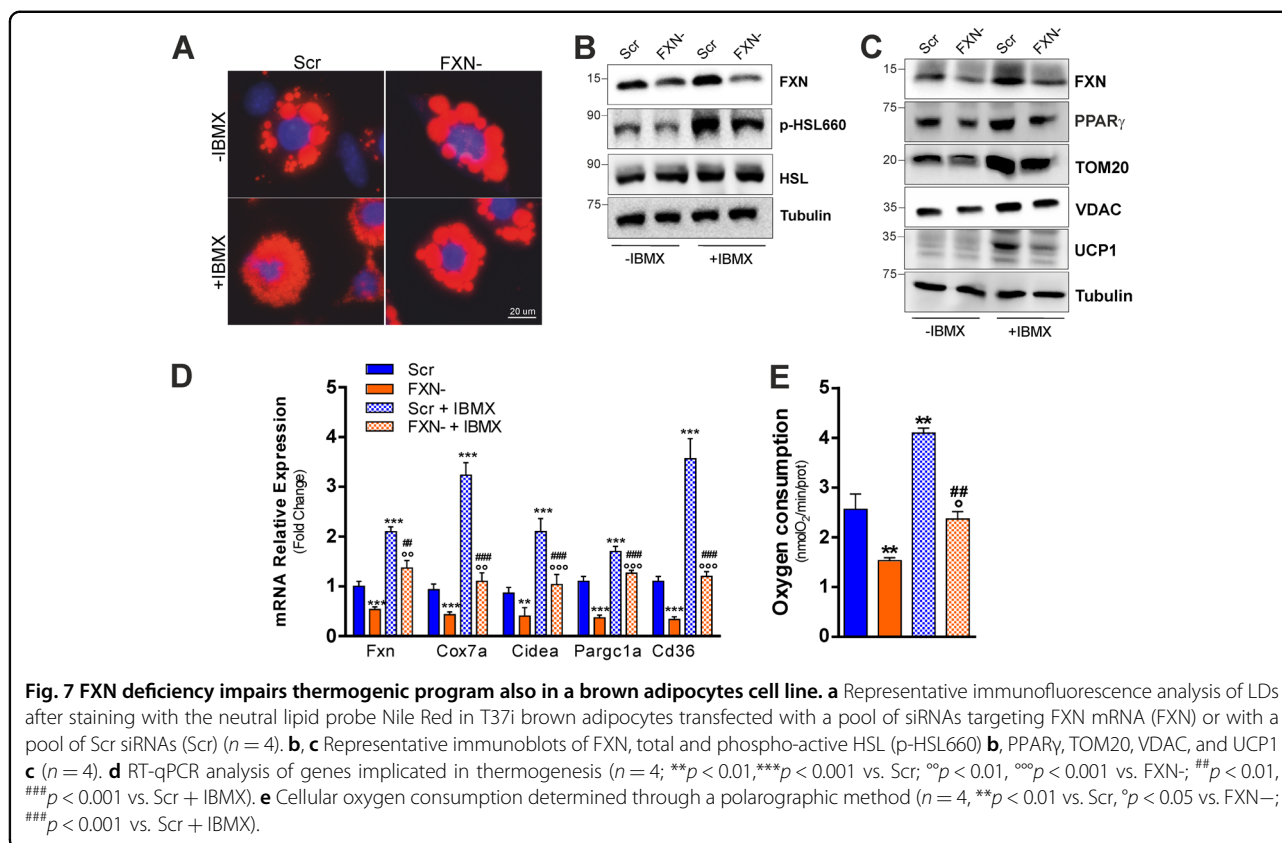 A
Scr
FXN-
-IBMX
+IBMX
20 um
B
Scr
FXN-
Scr
FXN-
15
FXN
90
p-HSL660
90
HSL
75
Tubulin
-IBMX
+IBMX
C
Scr
FXN-
Scr
FXN-
15
FXN
75
PPARγ
20
TOM20
35
VDAC
35
UCP1
75
Tubulin
-IBMX
+IBMX
D
Scr
FXN-
Scr + IBMX
FXN- + IBMX
mRNA Relative Expression
(Fold Change)
5
4
3
2
1
0
***
***
##
°°
***
***
###
°°
**
***
###
°°°
***
***
###
°°°
***
***
###
°°°
Fxn
Cox7a
Cidea
Pargc1a
Cd36
E
Oxygen consumption
(nmolO₂/min/prot)
5
4
3
2
1
0
**
**
##
°
Fig. 7 FXN deficiency impairs thermogenic program also in a brown adipocytes cell line. a Representative immunofluorescence analysis of LDs
after staining with the neutral lipid probe Nile Red in T37i brown adipocytes transfected with a pool of siRNAs targeting FXN mRNA (FXN) or with a
pool of Scr siRNAs (Scr) (n = 4). b, c Representative immunoblots of FXN, total and phospho-active HSL (p-HSL660) b, PPARγ, TOM20, VDAC, and UCP1
c (n = 4). d RT-qPCR analysis of genes implicated in thermogenesis (n = 4; **p < 0.01,***p < 0.001 vs. Scr; °°p < 0.01, °°°p < 0.001 vs. FXN-; ##p < 0.01,
###p < 0.001 vs. Scr + IBMX). e Cellular oxygen consumption determined through a polarographic method (n = 4, **p < 0.01 vs. Scr, °p < 0.05 vs. FXN−;
###p < 0.001 vs. Scr + IBMX).